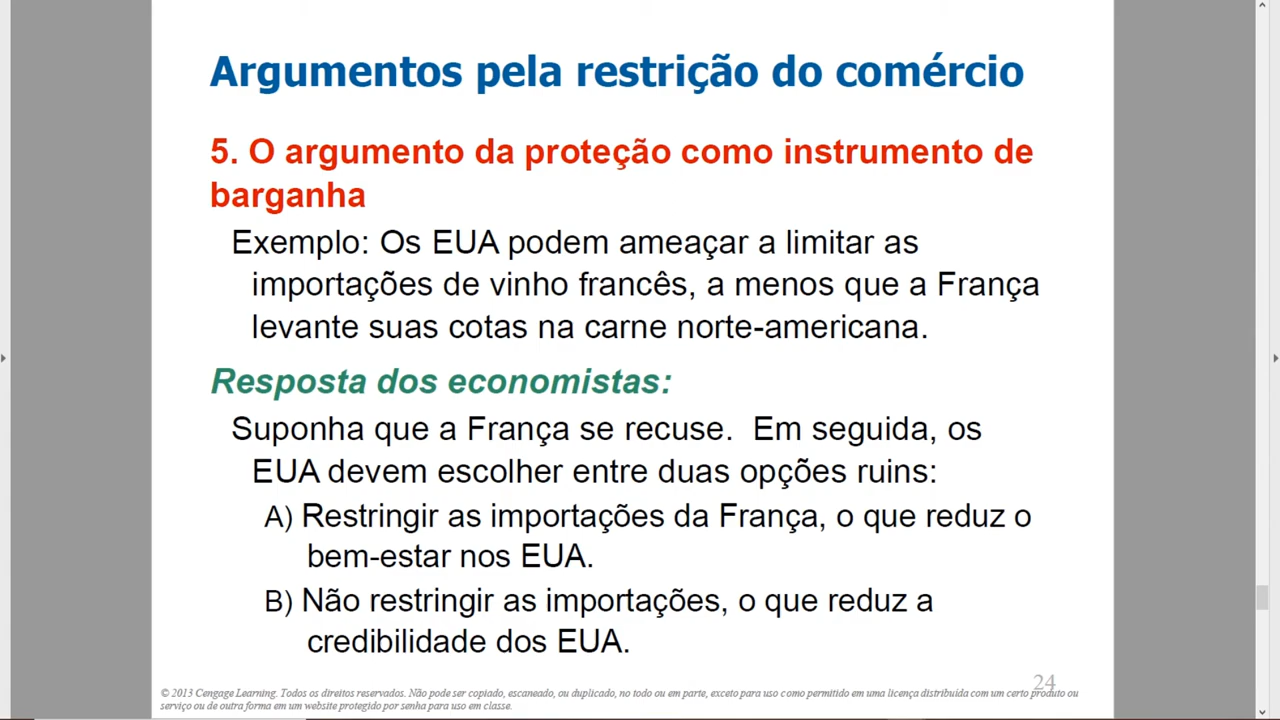 Argumentos pela restrição do comércio
5. O argumento da proteção como instrumento de
barganha
Exemplo: Os EUA podem ameaçar a limitar as
importações de vinho francês, a menos que a França
levante suas cotas na carne norte-americana.
Resposta dos economistas:
Suponha que a França se recuse. Em seguida, os
EUA devem escolher entre duas opções ruins:
A) Restringir as importações da França, o que reduz o
bem-estar nos EUA.
B) Não restringir as importações, o que reduz a
credibilidade dos EUA.
24
© 2013 Cengage Learning. Todos os direitos reservados. Não pode ser copiado, escaneado, ou duplicado, no todo ou em parte, exceto para uso como permitido em uma licença distribuída com um certo produto ou
serviço ou de outra forma em um website protegido por senha para uso em classe.